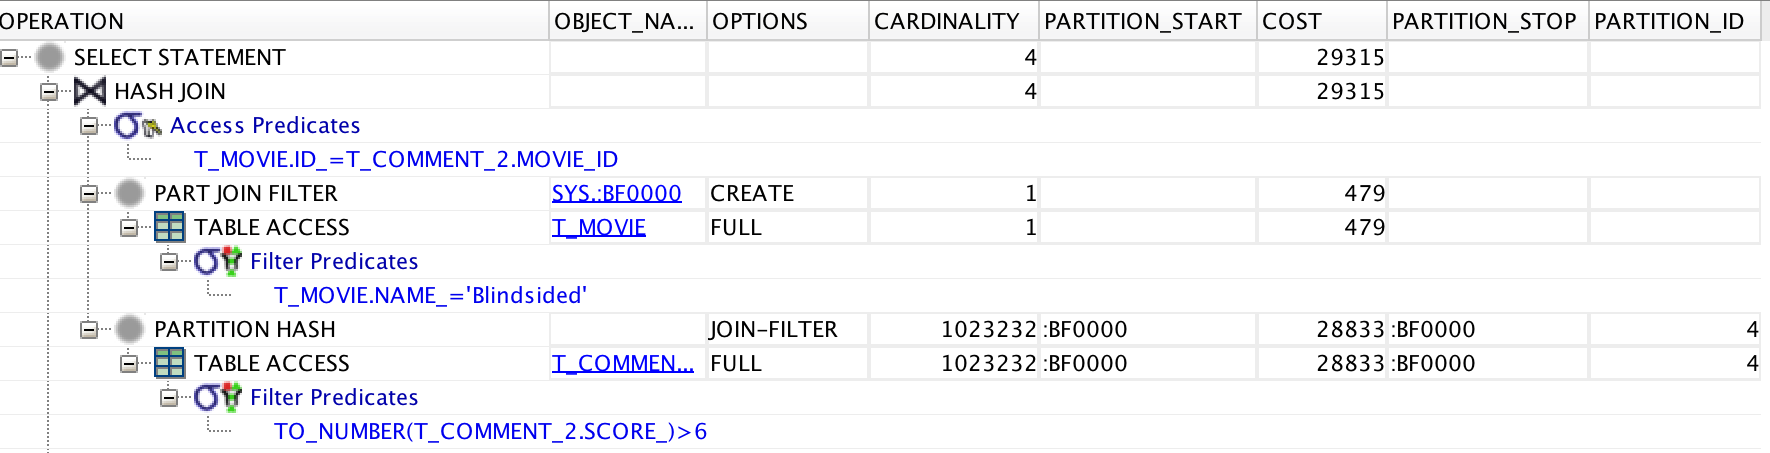 OPERATION OBJECT_NA... OPTIONS CARDINALITY PARTITION_START COST PARTITION_STOP PARTITION_ID
SELECT STATEMENT 4 29315
HASH JOIN 4 29315
Access Predicates
T_MOVIE.ID_=T_COMMENT_2.MOVIE_ID
PART JOIN FILTER SYS.:BF0000 CREATE 1 479
TABLE ACCESS T_MOVIE FULL 1 479
Filter Predicates
T_MOVIE.NAME_='Blindsided'
PARTITION HASH JOIN-FILTER 1023232 :BF0000 28833 :BF0000 4
TABLE ACCESS T_COMMEN... FULL 1023232 :BF0000 28833 :BF0000 4
Filter Predicates
TO_NUMBER(T_COMMENT_2.SCORE_)>6